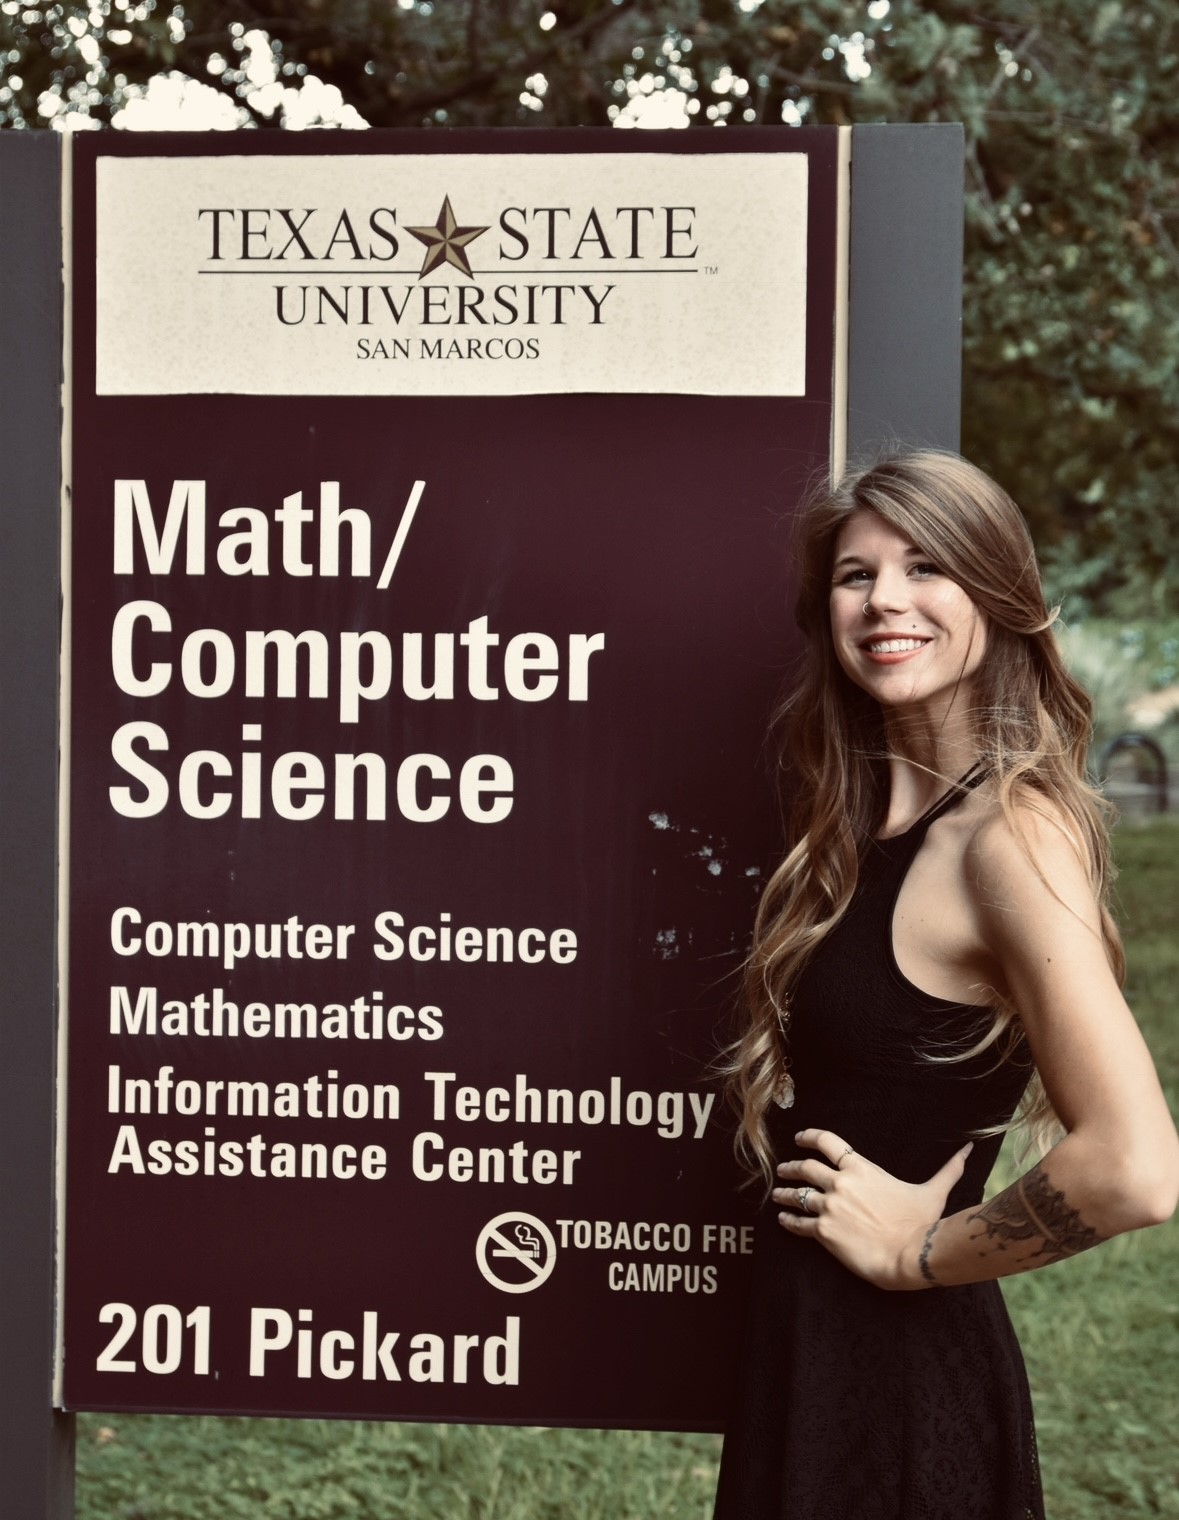 TEXAS STATE
™
UNIVERSITY
SAN MARCOS
Math/
Computer
Science
Computer Science
Mathematics
Information Technology
Assistance Center
TOBACCO FRE
CAMPUS
201 Pickard